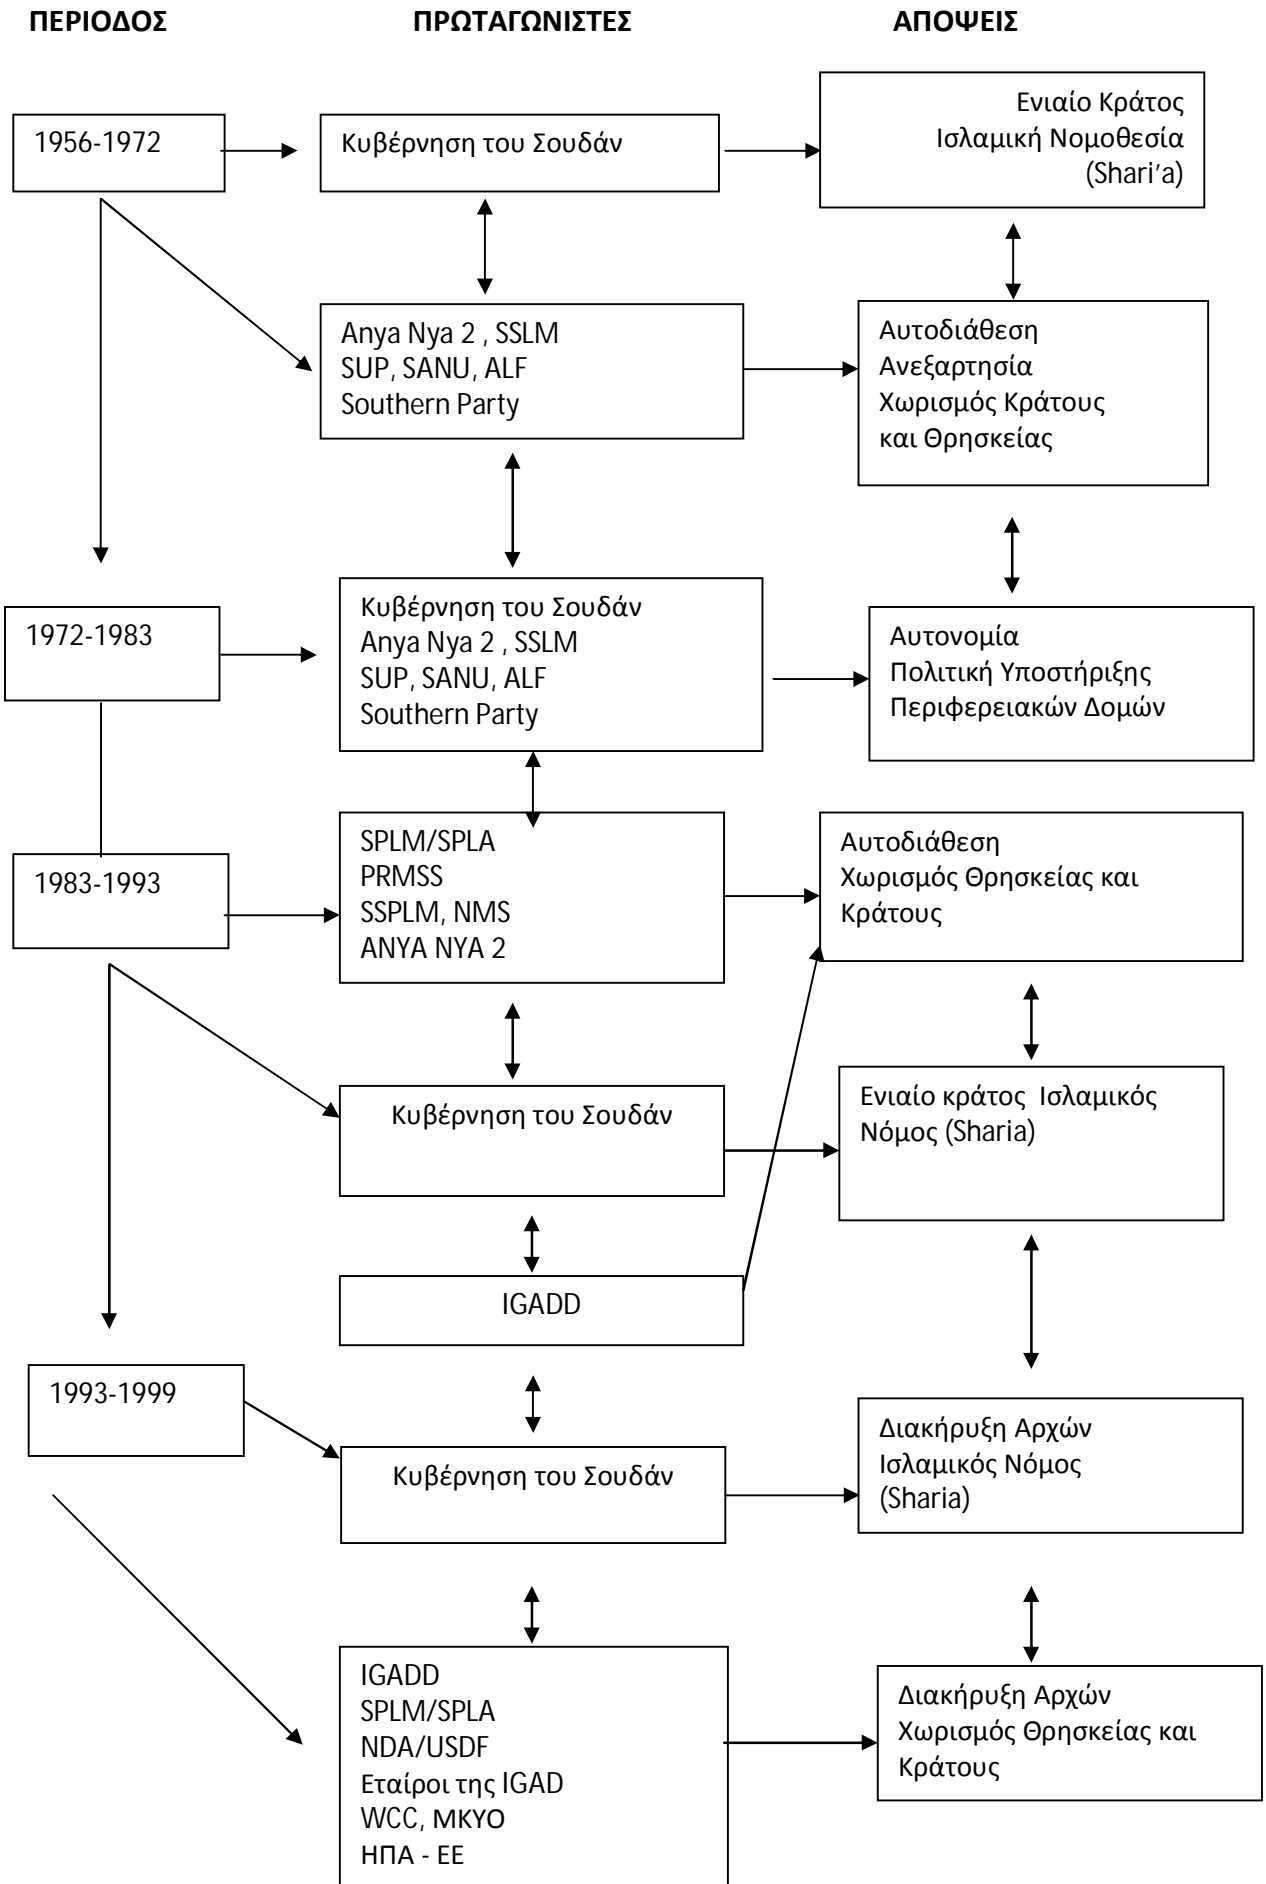 ΠΕΡΙΟΔΟΣ ΠΡΩΤΑΓΩΝΙΣΤΕΣ ΑΠΟΨΕΙΣ
1956-1972
Κυβέρνηση του Σουδάν
Ενιαίο Κράτος
Ισλαμική Νομοθεσία
(Shari’a)
Anya Nya 2 , SSLM
SUP, SANU, ALF
Southern Party
Αυτοδιάθεση
Ανεξαρτησία
Χωρισμός Κράτους
και Θρησκείας
1972-1983
Κυβέρνηση του Σουδάν
Anya Nya 2 , SSLM
SUP, SANU, ALF
Southern Party
Αυτονομία
Πολιτική Υποστήριξης
Περιφερειακών Δομών
1983-1993
SPLM/SPLA
PRMSS
SSPLM, NMS
ANYA NYA 2
Αυτοδιάθεση
Χωρισμός Θρησκείας και
Κράτους
Κυβέρνηση του Σουδάν
Ενιαίο κράτος Ισλαμικός
Νόμος (Sharia)
IGADD
1993-1999
Κυβέρνηση του Σουδάν
Διακήρυξη Αρχών
Ισλαμικός Νόμος
(Sharia)
IGADD
SPLM/SPLA
NDA/USDF
Εταίροι της IGAD
WCC, ΜΚΥΟ
ΗΠΑ - ΕΕ
Διακήρυξη Αρχών
Χωρισμός Θρησκείας και
Κράτους